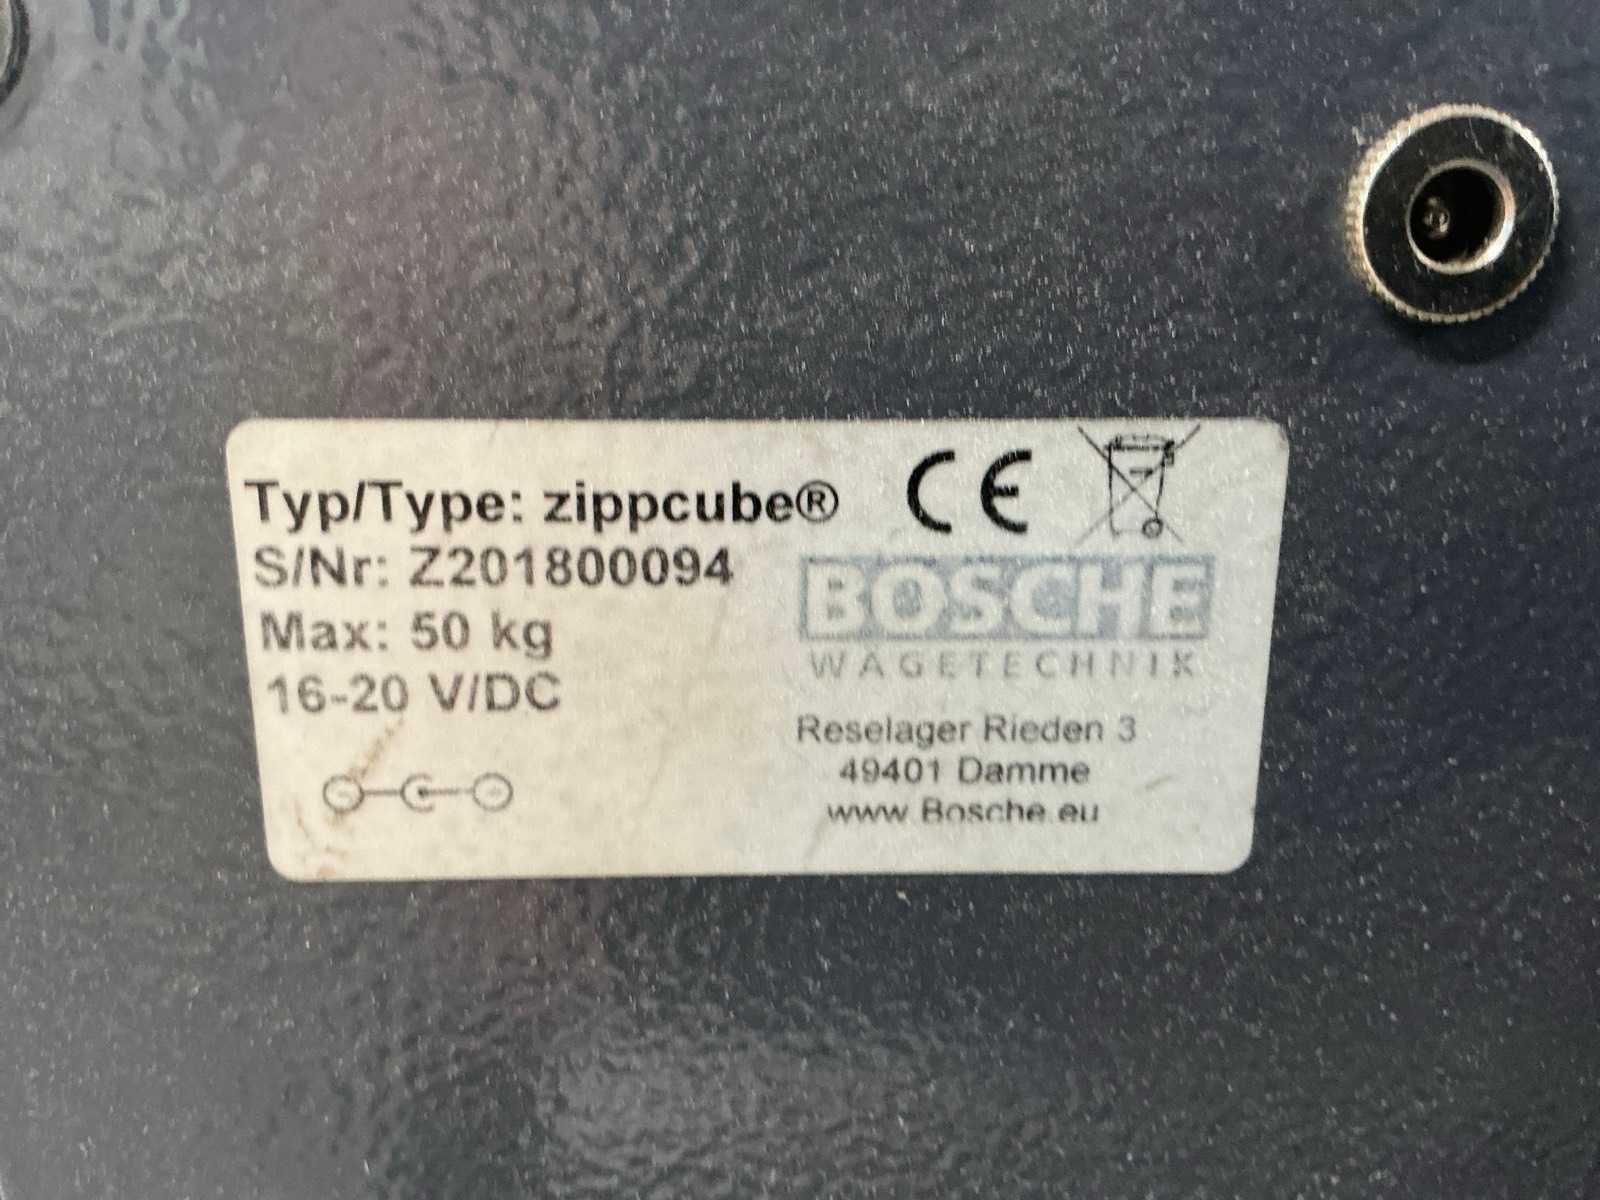 Typ/Type: zippcube®
S/Nr: Z201800094
Max: 50 kg
16-20 V/DC
CE
BOSCHE
WÄGETECHNIK
Reselager Rieden 3
49401 Damme
www.Bosche.eu